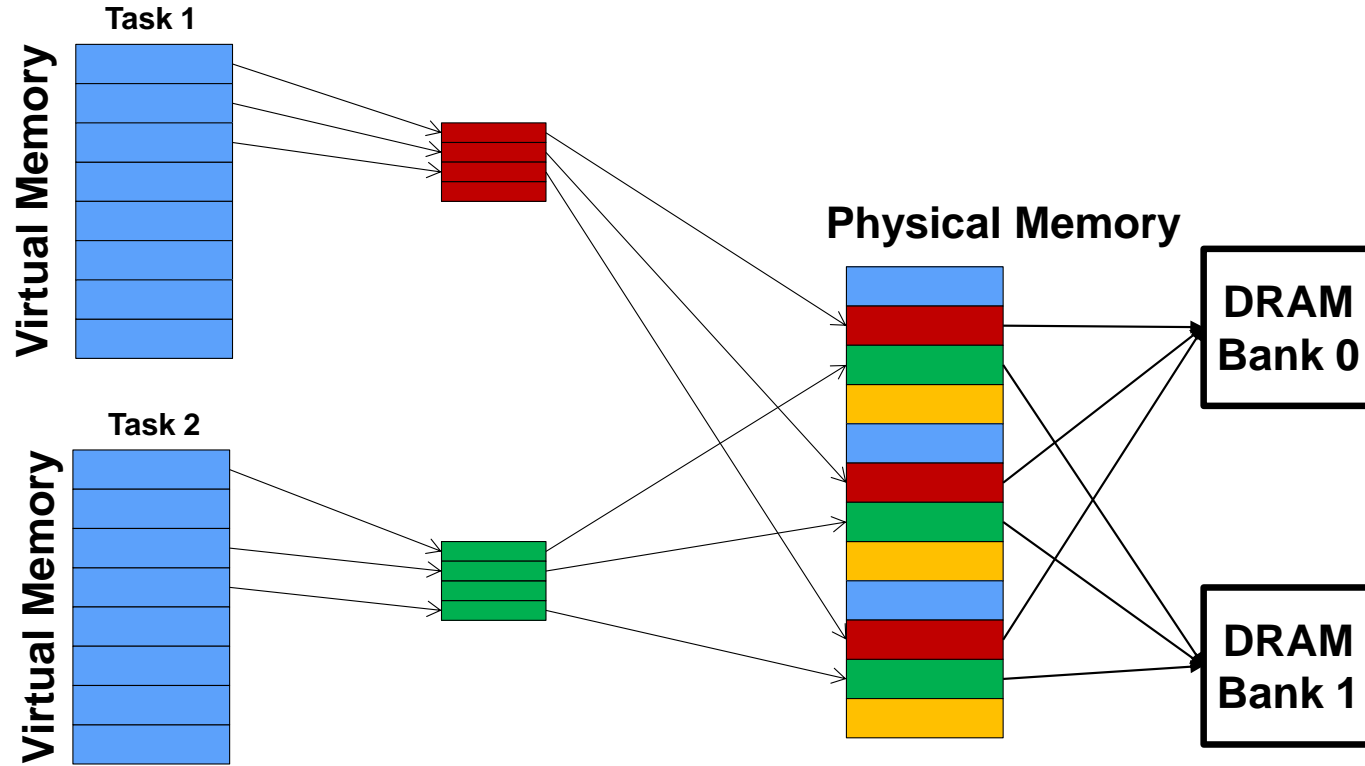 Task 1
Virtual Memory
Physical Memory
DRAM
Bank 0
Task 2
Virtual Memory
DRAM
Bank 1